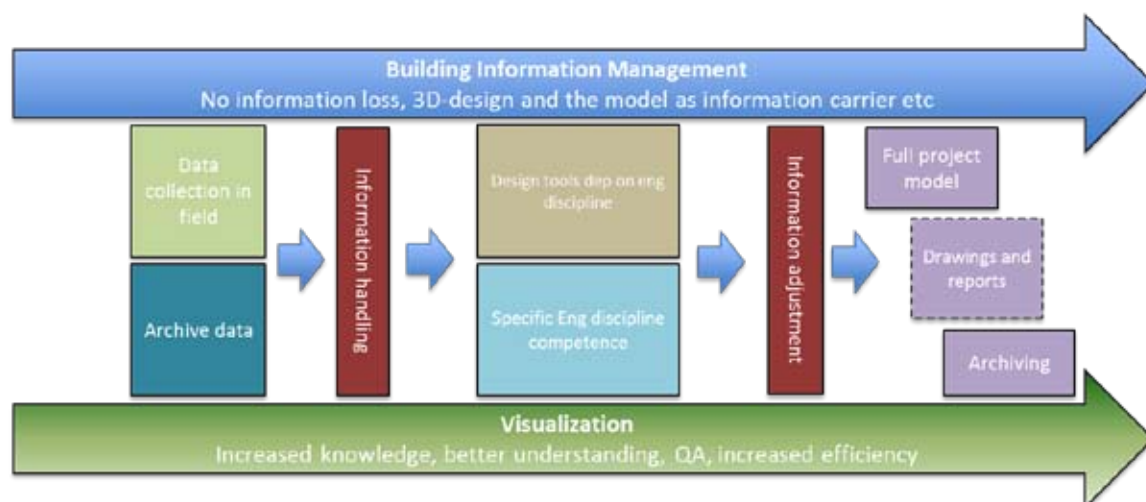 Building Information Management
No information loss, 3D-design and the model as information carrier etc
Data
collection in
field
Archive data
Information handling
Design tools dep on eng
discipline
Specific Eng discipline
competence
Information adjustment
Full project
model
Drawings and
reports
Archiving
Visualization
Increased knowledge, better understanding, QA, increased efficiency